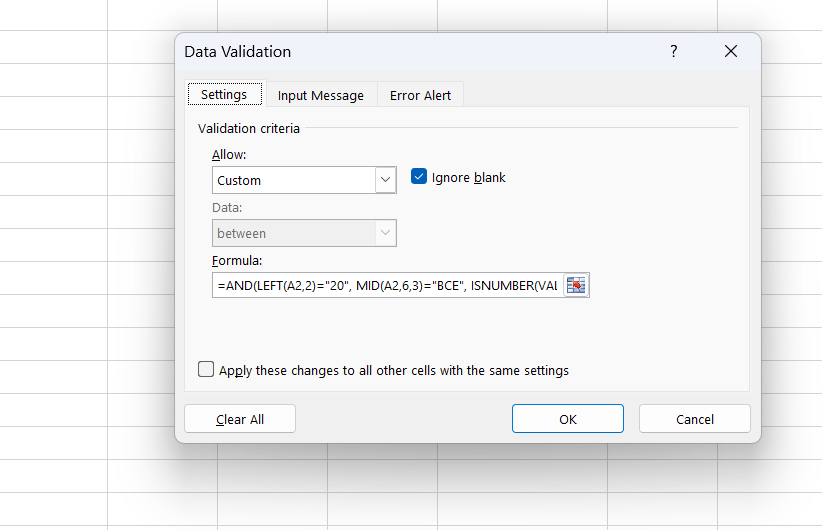 Data Validation
?
Settings
Input Message
Error Alert
Validation criteria
Allow:
Custom
Ignore blank
Data:
between
Formula:
=AND(LEFT(A2,2)="20", MID(A2,6,3)="BCE", ISNUMBER(VAL
Apply these changes to all other cells with the same settings
Clear All
OK
Cancel